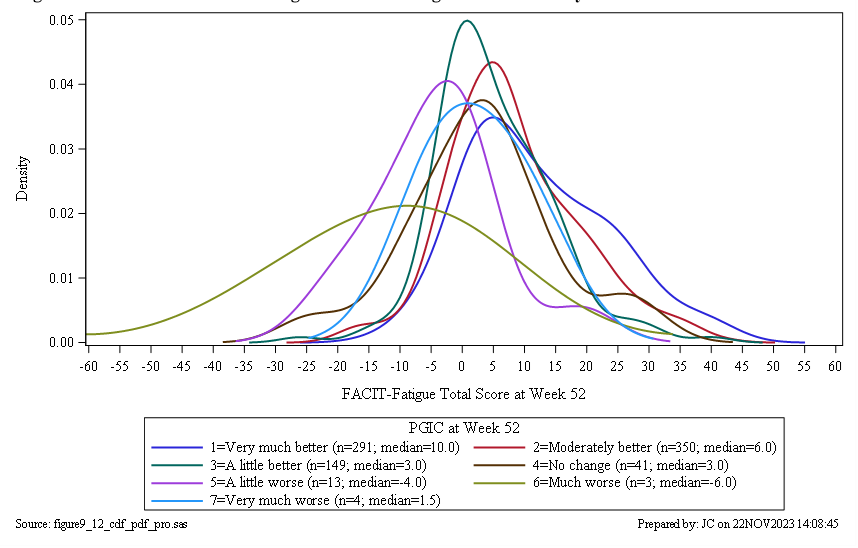 0.05
0.04
0.03
0.02
0.01
0.00
Density
-60 -55 -50 -45 -40 -35 -30 -25 -20 -15 -10 -5 0 5 10 15 20 25 30 35 40 45 50 55 60
FACIT-Fatigue Total Score at Week 52
PGIC at Week 52
1=Very much better (n=291; median=10.0) 2=Moderately better (n=350; median=6.0)
3=A little better (n=149; median=3.0) 4=No change (n=41; median=3.0)
5=A little worse (n=13; median=-4.0) 6=Much worse (n=3; median=-6.0)
7=Very much worse (n=4; median=1.5)
Source: figure9_12_cdf_pdf_pro.sas Prepared by: JC on 22NOV2023 14:08:45